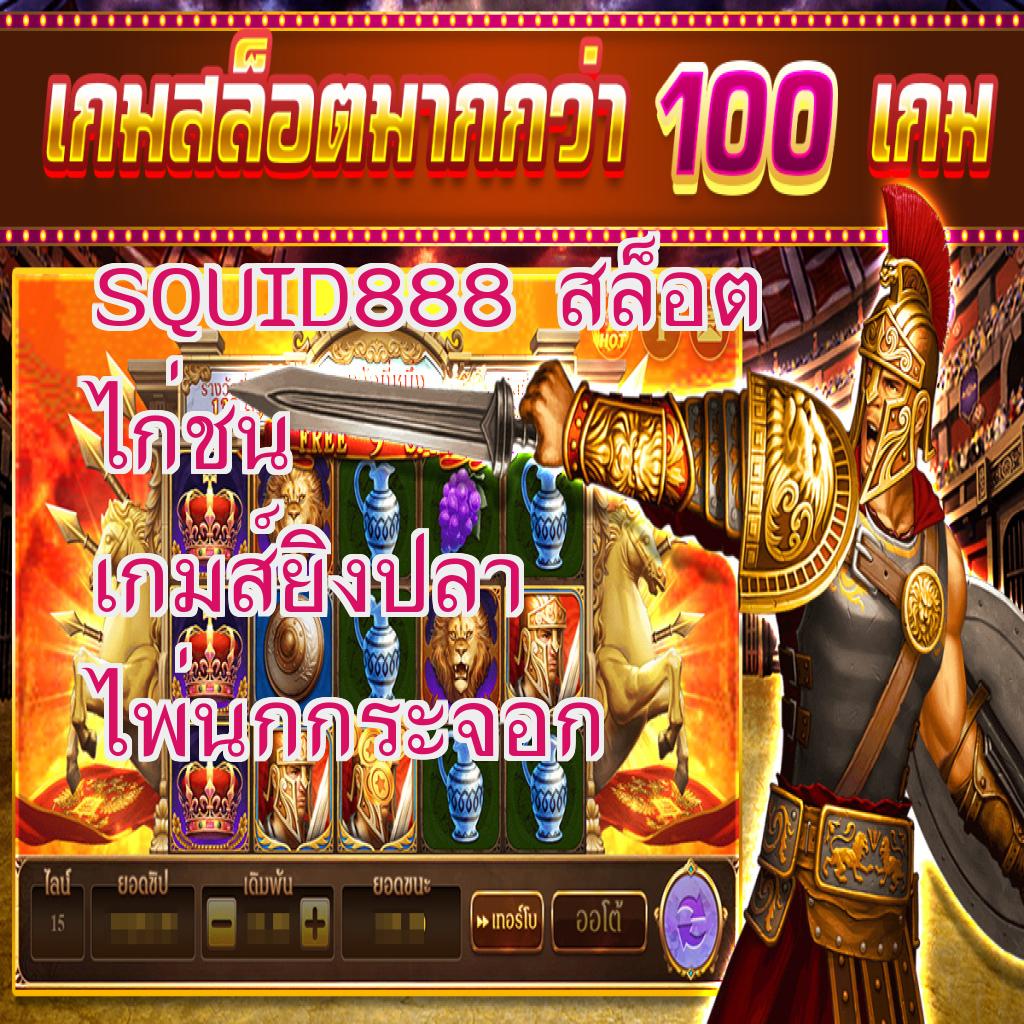 เกมสล็อตมากกว่า 100 เกม
SQUID888 สล็อต
ไก่ชน
เกมส์ยิงปลา
ไพ่นกกระจอก
HOT
FREE
ไลน์ ยอดชิป เดิมพัน ยอดชนะ
15 − + เทอร์โบ ออโต้